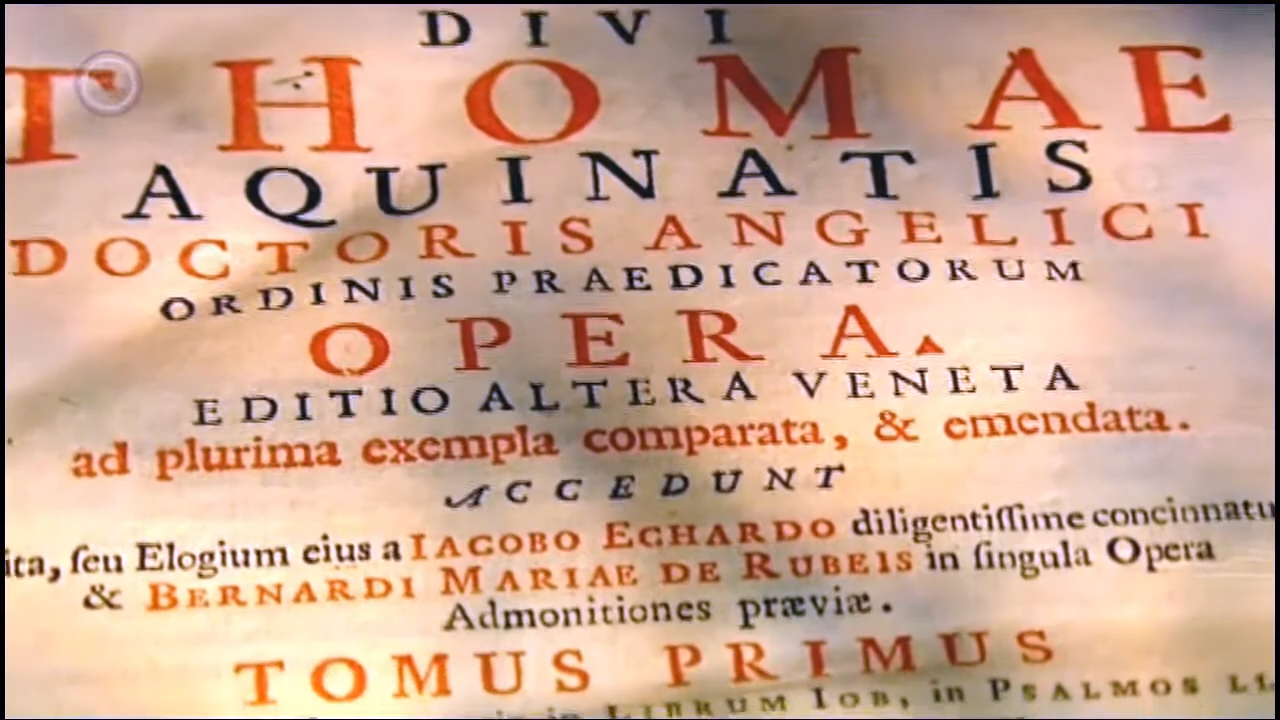 DIVI
THOMAE
AQUINATIS
DOCTORIS ANGELICI
ORDINIS PRAEDICATORUM
OPERA.
EDITIO ALTERA VENETA
ad plurima exempla comparata, & emendata.
ACCEDUNT
ita, ſeu Elogium eius a IACOBO ECHARDO diligentiſſime concinnatu
& BERNARDI MARIAE DE RUBEIS in ſingula Opera
Admonitiones præviæ.
TOMUS PRIMUS
in LIBRUM IOB, in PSALMOS LI